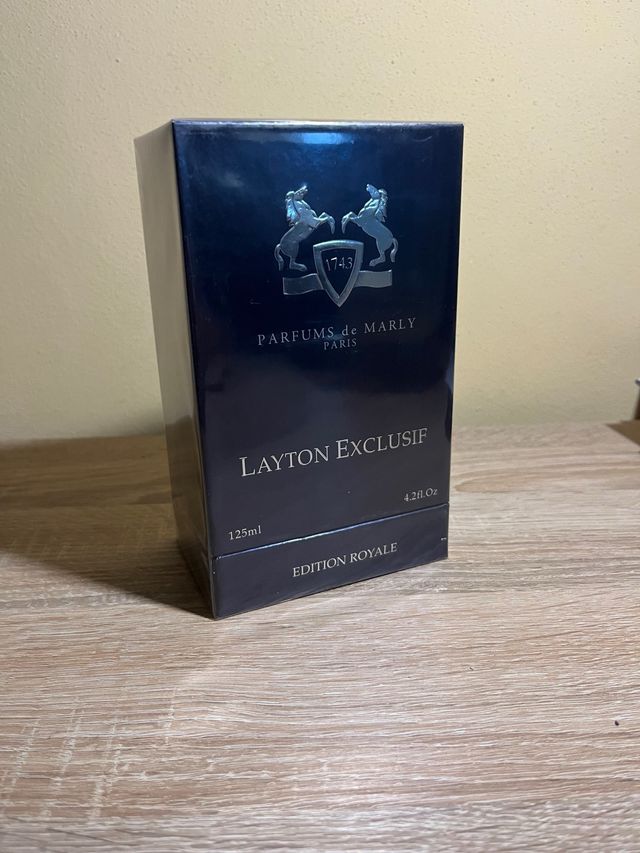 1743
PARFUMS de MARLY
PARIS
LAYTON EXCLUSIF
4.2fl.Oz
125ml
EDITION ROYALE